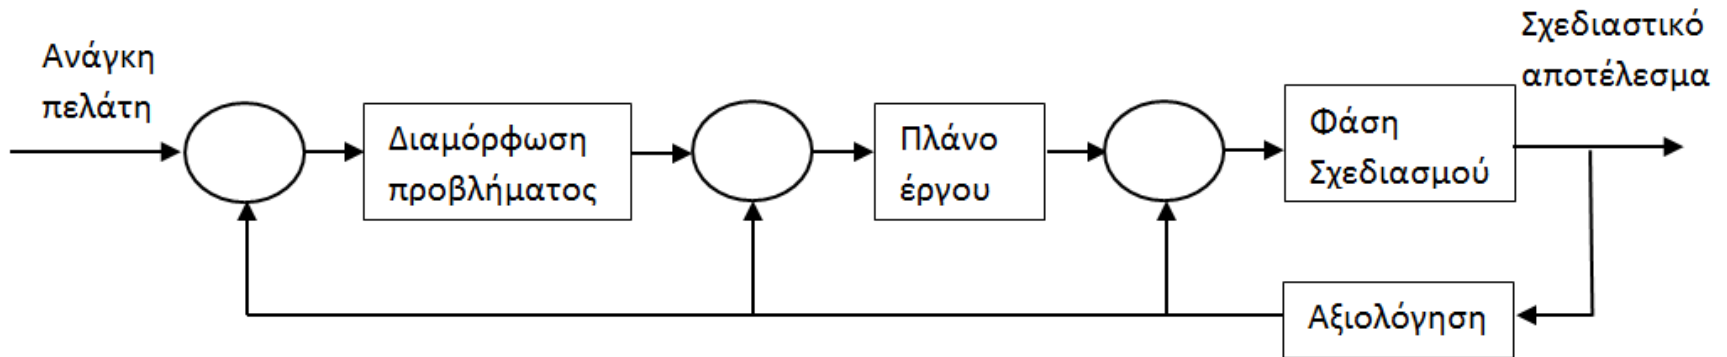 Ανάγκη
πελάτη
Διαμόρφωση
προβλήματος
Πλάνο
έργου
Φάση
Σχεδιασμού
Σχεδιαστικό
αποτέλεσμα
Αξιολόγηση